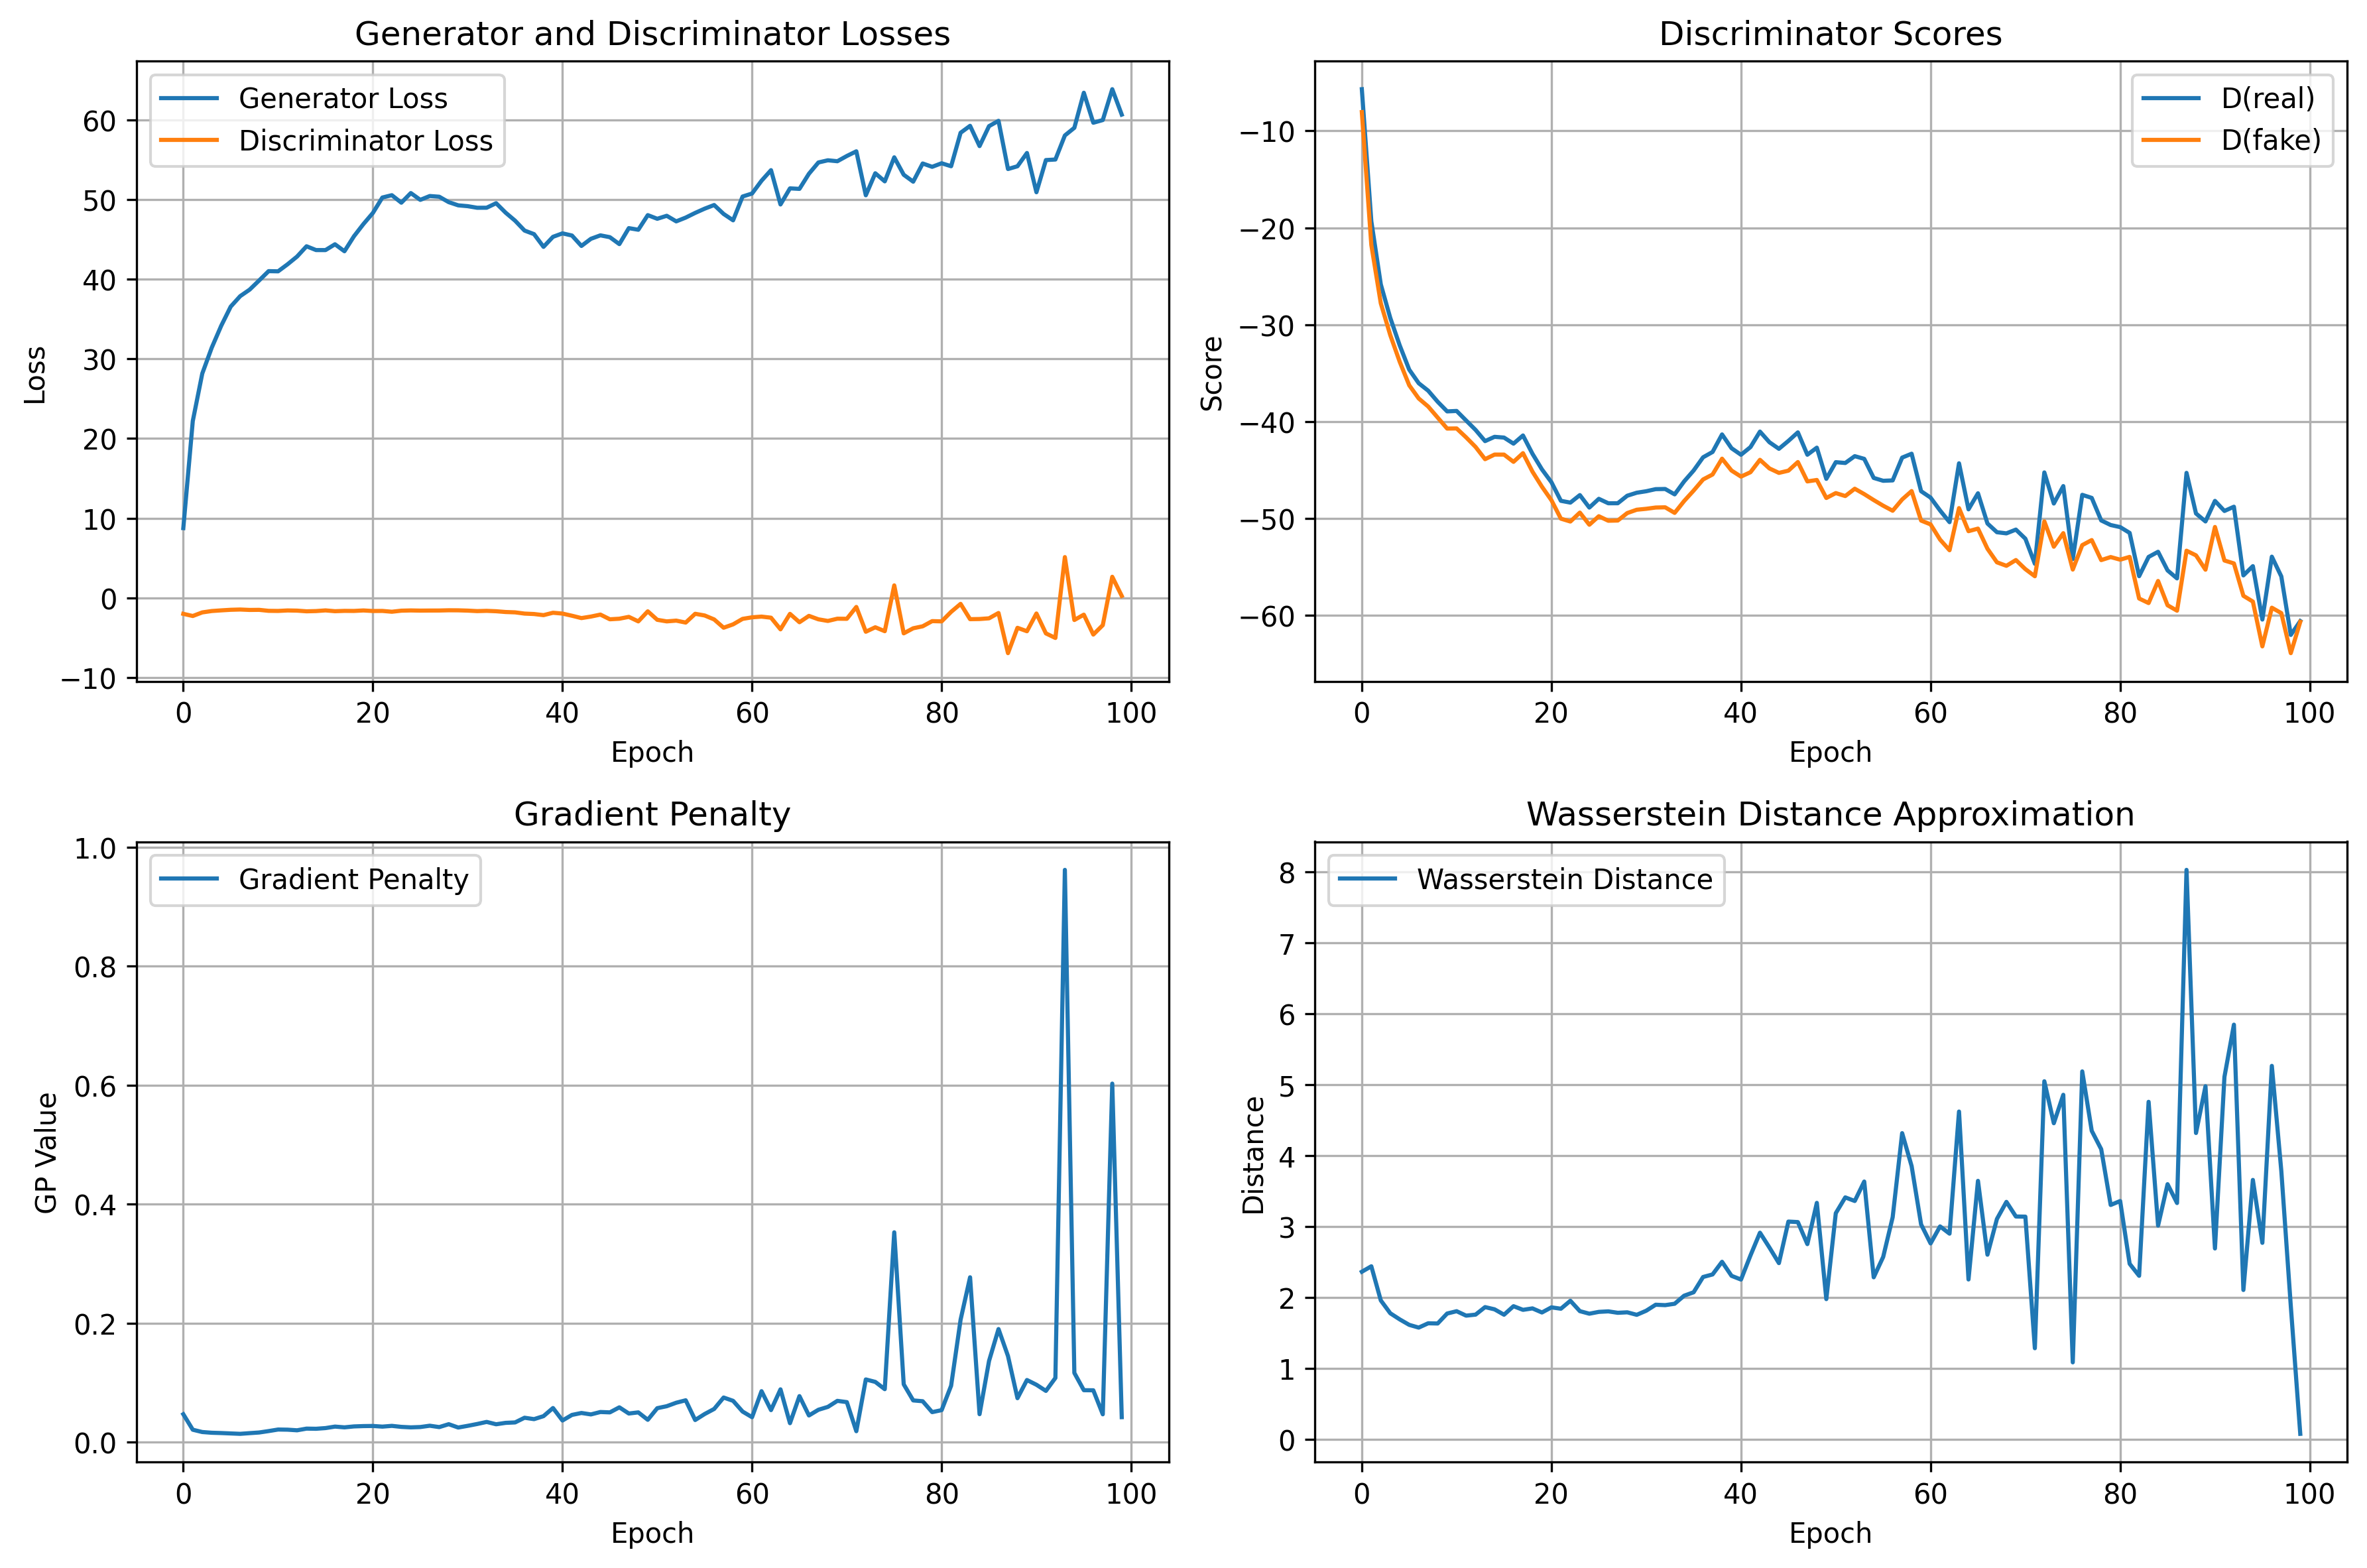 Generator and Discriminator Losses
Generator Loss
Discriminator Loss
Loss
60
50
40
30
20
10
0
−10
0 20 40 60 80 100
Epoch
Discriminator Scores
D(real)
D(fake)
Score
−10
−20
−30
−40
−50
−60
0 20 40 60 80 100
Epoch
Gradient Penalty
Gradient Penalty
GP Value
1.0
0.8
0.6
0.4
0.2
0.0
0 20 40 60 80 100
Epoch
Wasserstein Distance Approximation
Wasserstein Distance
Distance
8
7
6
5
4
3
2
1
0
0 20 40 60 80 100
Epoch